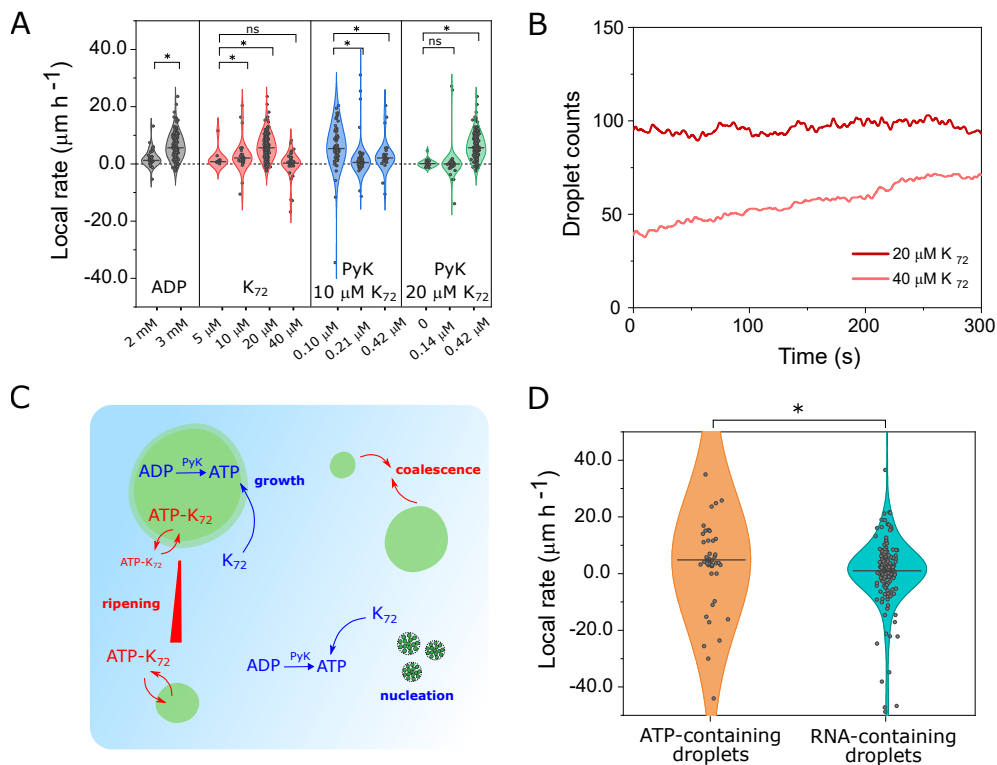 A
Local rate (μm h⁻¹)
40.0
20.0
0.0
-20.0
-40.0
*
ns
*
*
*
*
ns
*
ADP
K₇₂
PyK
10 μM K₇₂
PyK
20 μM K₇₂
2 mM
3 mM
5 μM
10 μM
20 μM
40 μM
0.10 μM
0.21 μM
0.42 μM
0
0.14 μM
0.42 μM
B
Droplet counts
150
100
50
0
0
100
200
300
Time (s)
20 μM K ₇₂
40 μM K ₇₂
C
ADP PyK ATP
growth
ATP-K₇₂
ATP-K₇₂
K₇₂
ripening
ATP-K₇₂
coalescence
K₇₂
ADP PyK ATP
nucleation
D
Local rate (μm h⁻¹)
40.0
20.0
0.0
-20.0
-40.0
*
ATP-containing
droplets
RNA-containing
droplets